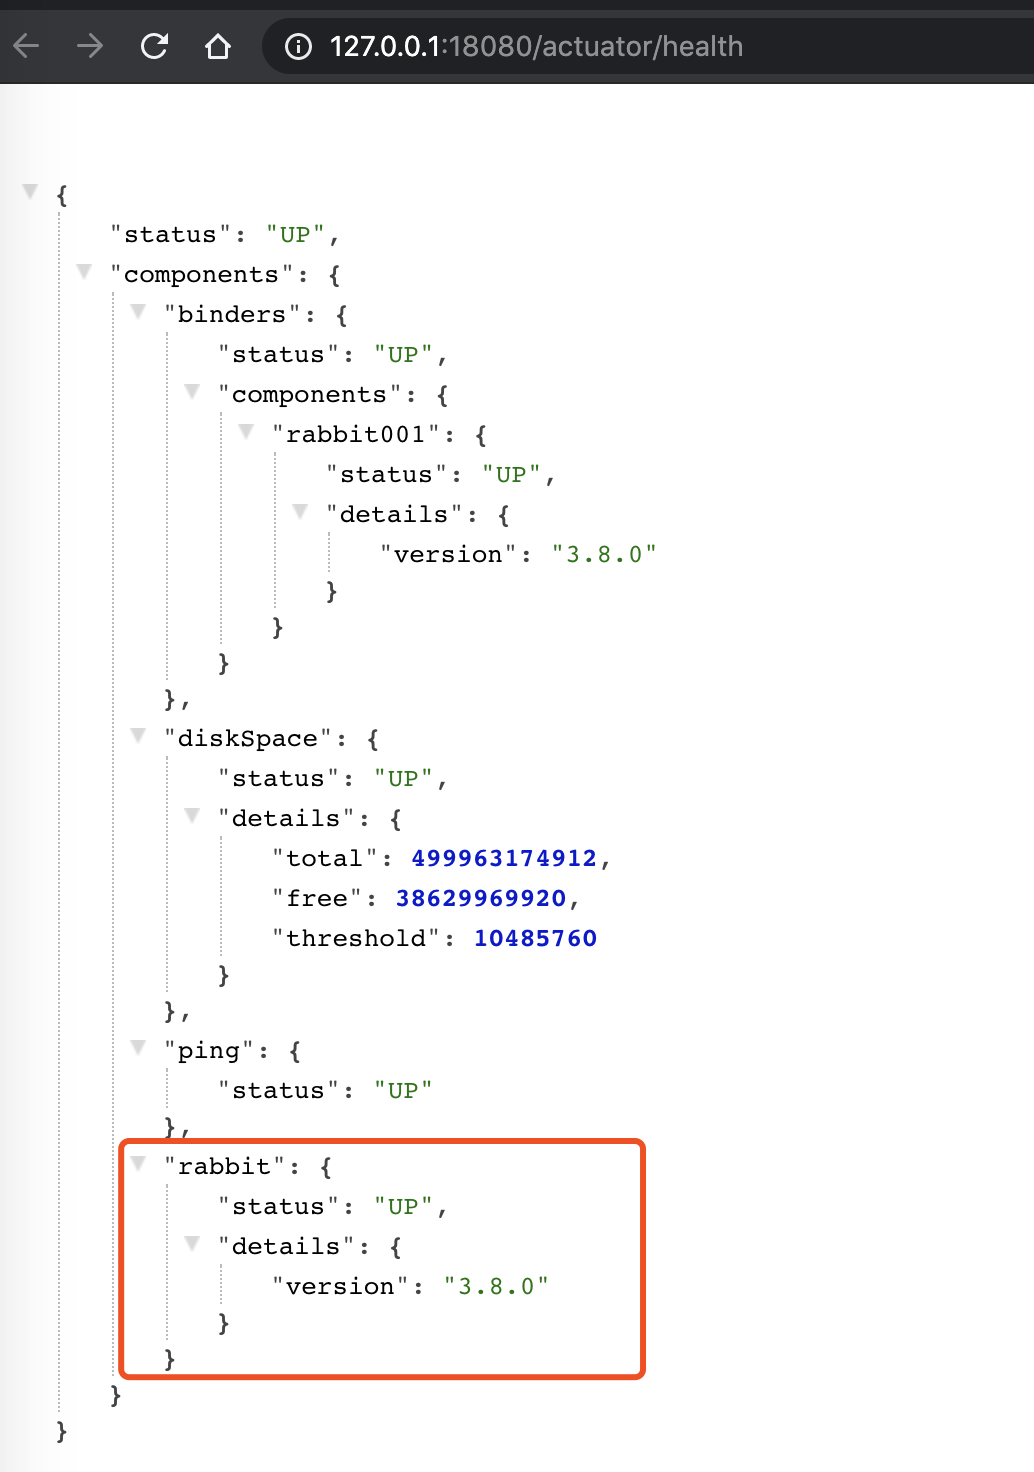 127.0.0.1:18080/actuator/health
{
"status": "UP",
"components": {
"binders": {
"status": "UP",
"components": {
"rabbit001": {
"status": "UP",
"details": {
"version": "3.8.0"
}
}
}
},
"diskSpace": {
"status": "UP",
"details": {
"total": 499963174912,
"free": 38629969920,
"threshold": 10485760
}
},
"ping": {
"status": "UP"
},
"rabbit": {
"status": "UP",
"details": {
"version": "3.8.0"
}
}
}
}